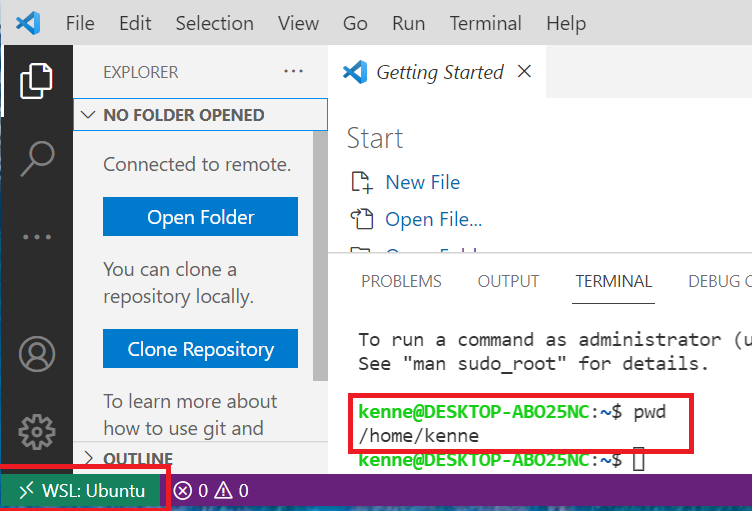 File Edit Selection View Go Run Terminal Help
EXPLORER
NO FOLDER OPENED
Connected to remote.
Open Folder
You can clone a
repository locally.
Clone Repository
To learn more about
how to use git and
OUTLINE
Getting Started
Start
New File
Open File...
PROBLEMS OUTPUT TERMINAL DEBUG C
To run a command as administrator (u
See "man sudo_root" for details.
kenne@DESKTOP-ABO25NC:~$ pwd
/home/kenne
kenne@DESKTOP-ABO25NC:~$
WSL: Ubuntu 0 0